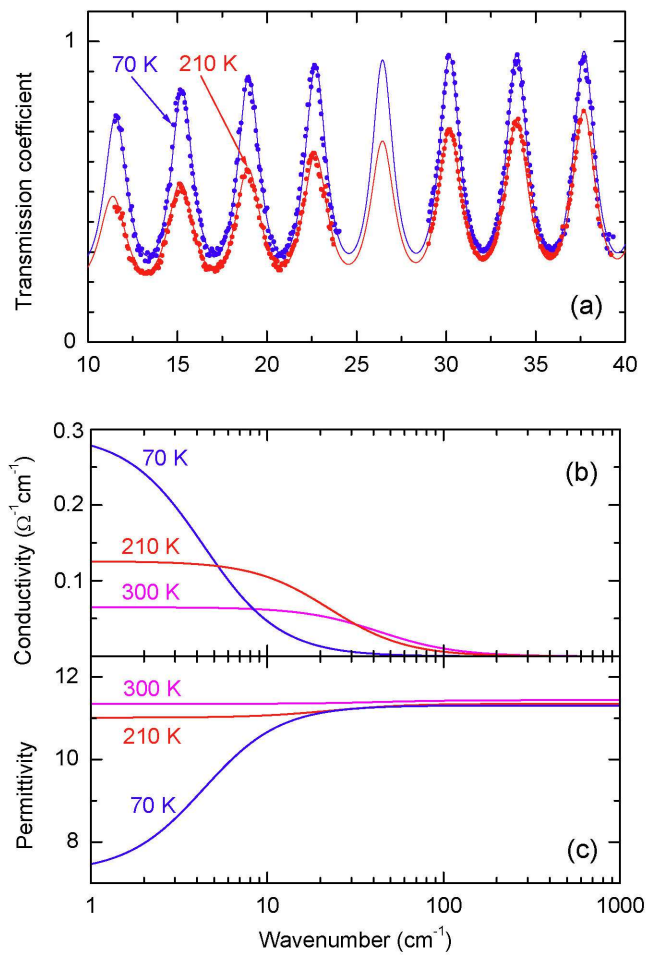 1
70 K
210 K
Transmission coefficient
(a)
0
10 15 20 25 30 35 40
0.3
70 K
(b)
0.2
210 K
0.1
300 K
Conductivity (Ω⁻¹cm⁻¹)
12
300 K
210 K
10
Permittivity
70 K
8
(c)
1 10 100 1000
Wavenumber (cm⁻¹)